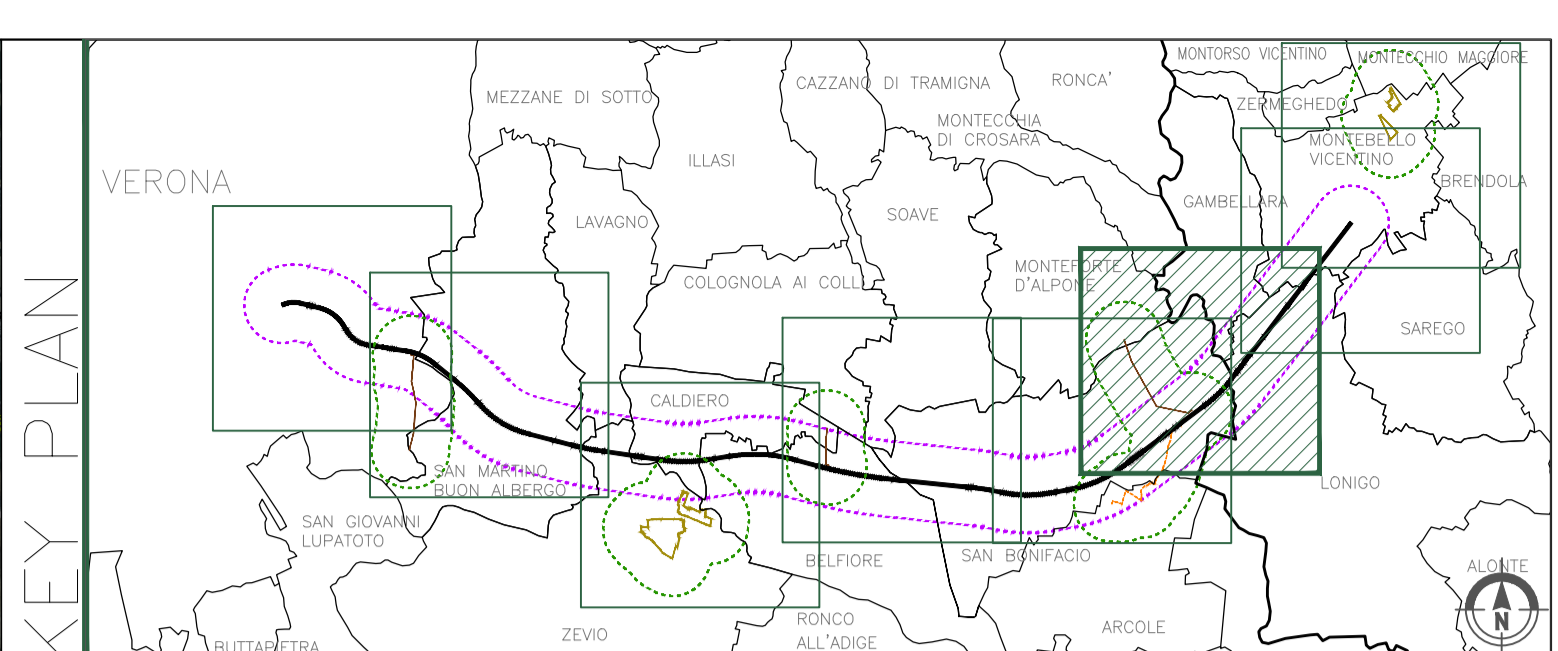 KEY PLAN
MONTORSO VICENTINO
MONTECCHIO MAGGIORE
MEZZANE DI SOTTO
CAZZANO DI TRAMIGNA
RONCA'
ZERMEGHEDO
MONTECCHIA
DI CROSARA
MONTEBELLO
VICENTINO
ILLASI
VERONA
BRENDOLA
GAMBELLARA
LAVAGNO
SOAVE
MONTEFORTE
D'ALPONE
COLOGNOLA AI COLLI
SAREGO
CALDIERO
SAN MARTINO
BUON ALBERGO
LONIGO
SAN GIOVANNI
LUPATOTO
BELFIORE
SAN BONIFACIO
ALONTE
N
RONCO
ALL'ADIGE
ZEVIO
ARCOLE
BUTTAPIETRA